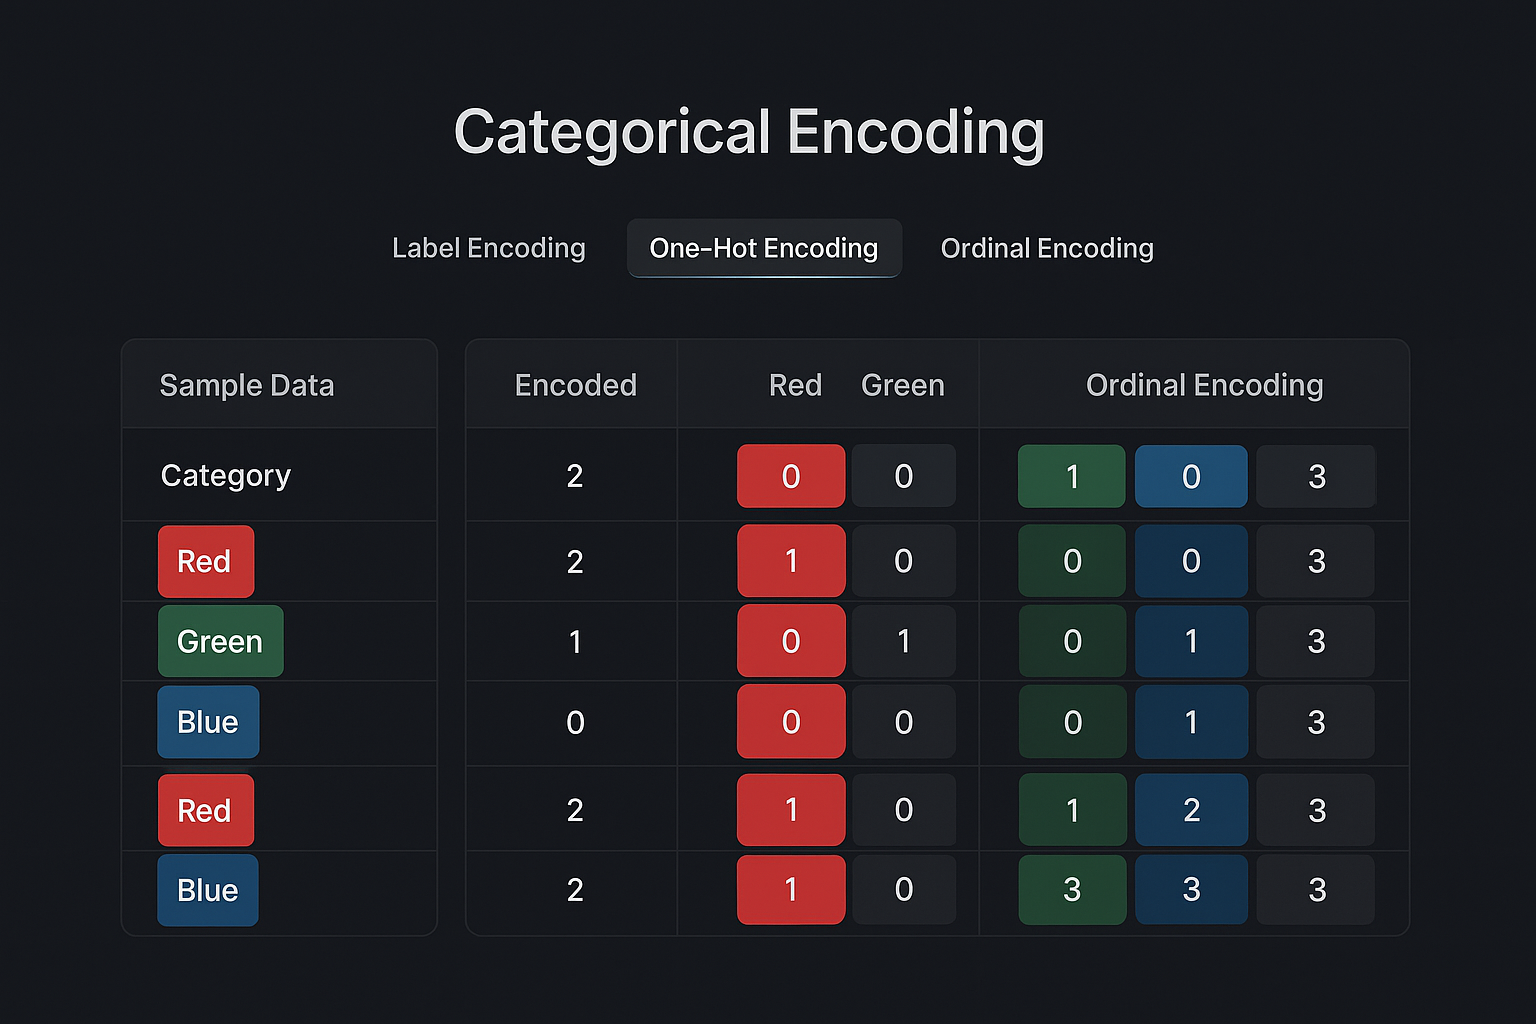 Categorical Encoding
Label Encoding One-Hot Encoding Ordinal Encoding
Sample Data Encoded Red Green Ordinal Encoding
Category 2 0 0 1 0 3
Red 2 1 0 0 0 3
Green 1 0 1 0 1 3
Blue 0 0 0 0 1 3
Red 2 1 0 1 2 3
Blue 2 1 0 3 3 3